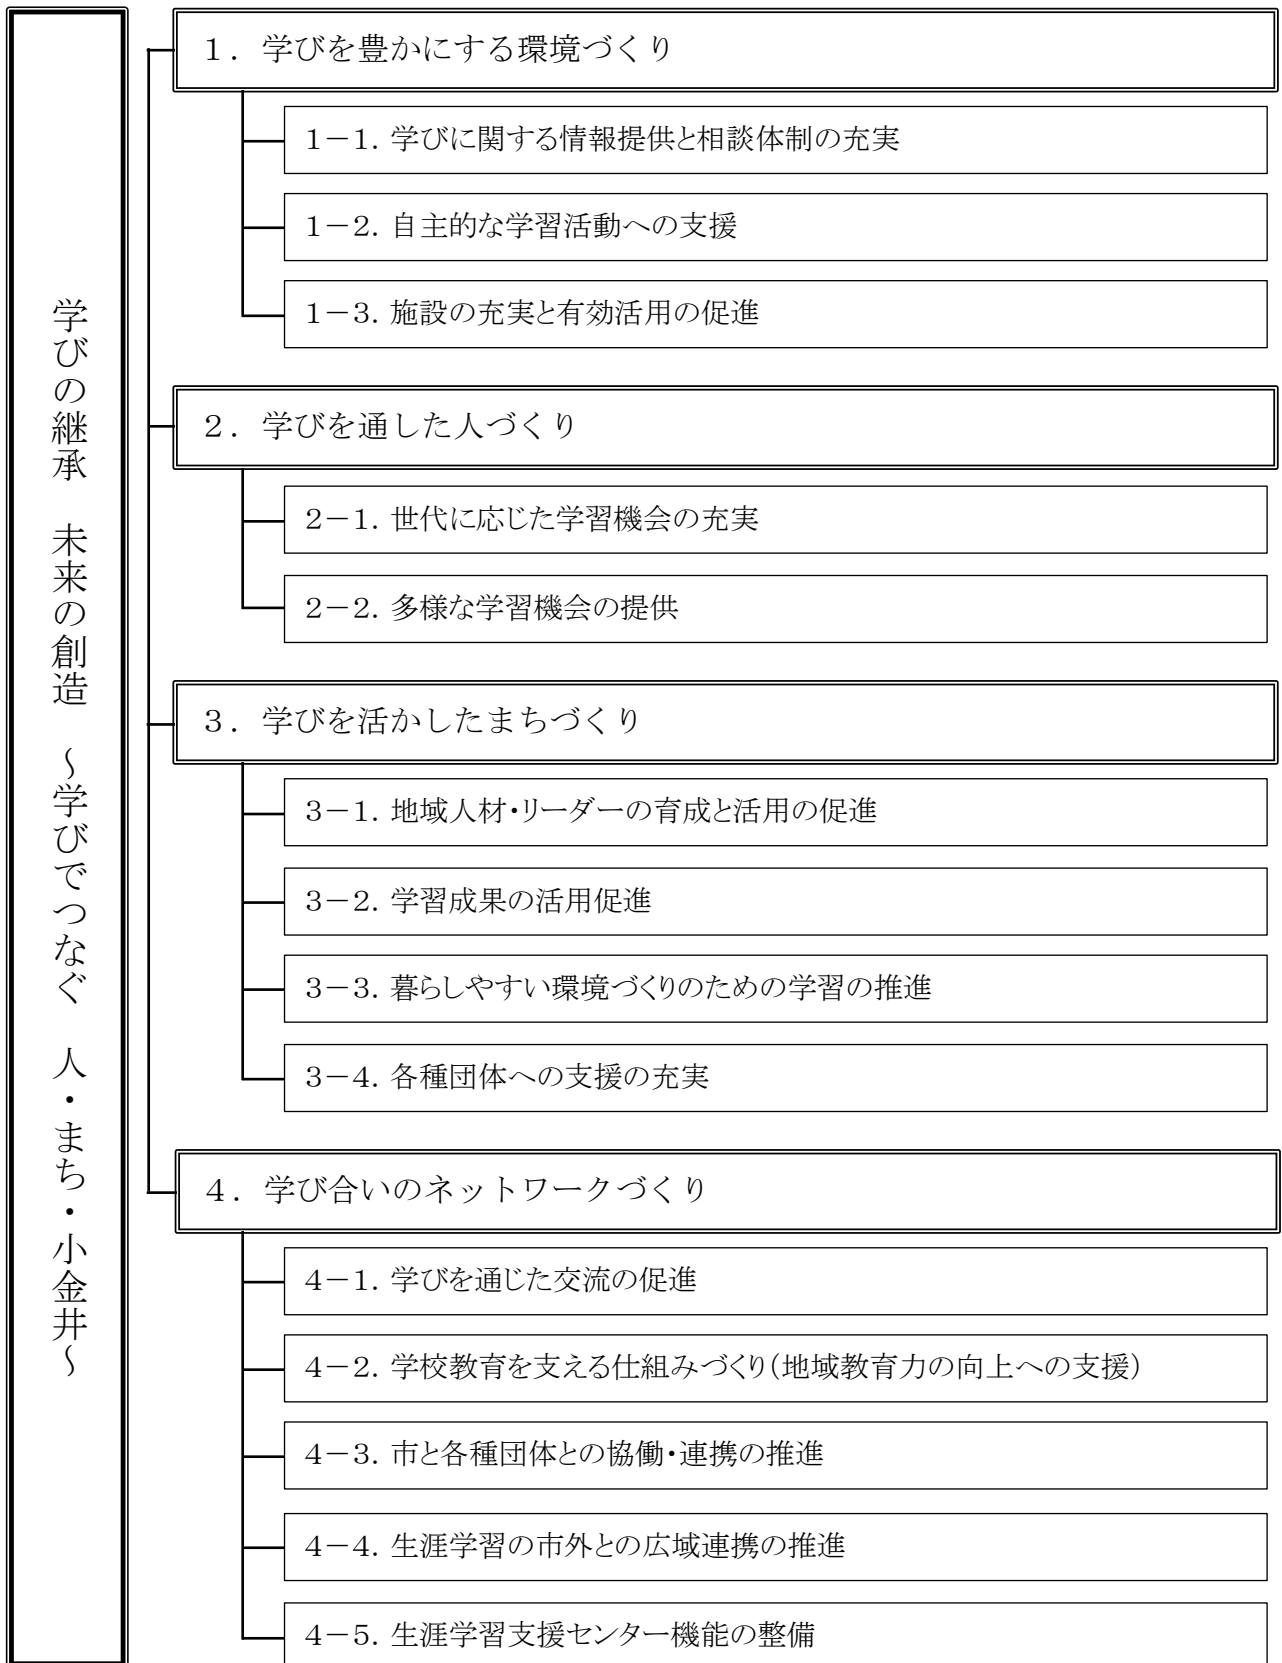 学びの継承　未来の創造　～学びでつなぐ　人・まち・小金井～
１．学びを豊かにする環境づくり
１－１．学びに関する情報提供と相談体制の充実
１－２．自主的な学習活動への支援
１－３．施設の充実と有効活用の促進
２．学びを通した人づくり
２－１．世代に応じた学習機会の充実
２－２．多様な学習機会の提供
３．学びを活かしたまちづくり
３－１．地域人材・リーダーの育成と活用の促進
３－２．学習成果の活用促進
３－３．暮らしやすい環境づくりのための学習の推進
３－４．各種団体への支援の充実
４．学び合いのネットワークづくり
４－１．学びを通じた交流の促進
４－２．学校教育を支える仕組みづくり（地域教育力の向上への支援）
４－３．市と各種団体との協働・連携の推進
４－４．生涯学習の市外との広域連携の推進
４－５．生涯学習支援センター機能の整備